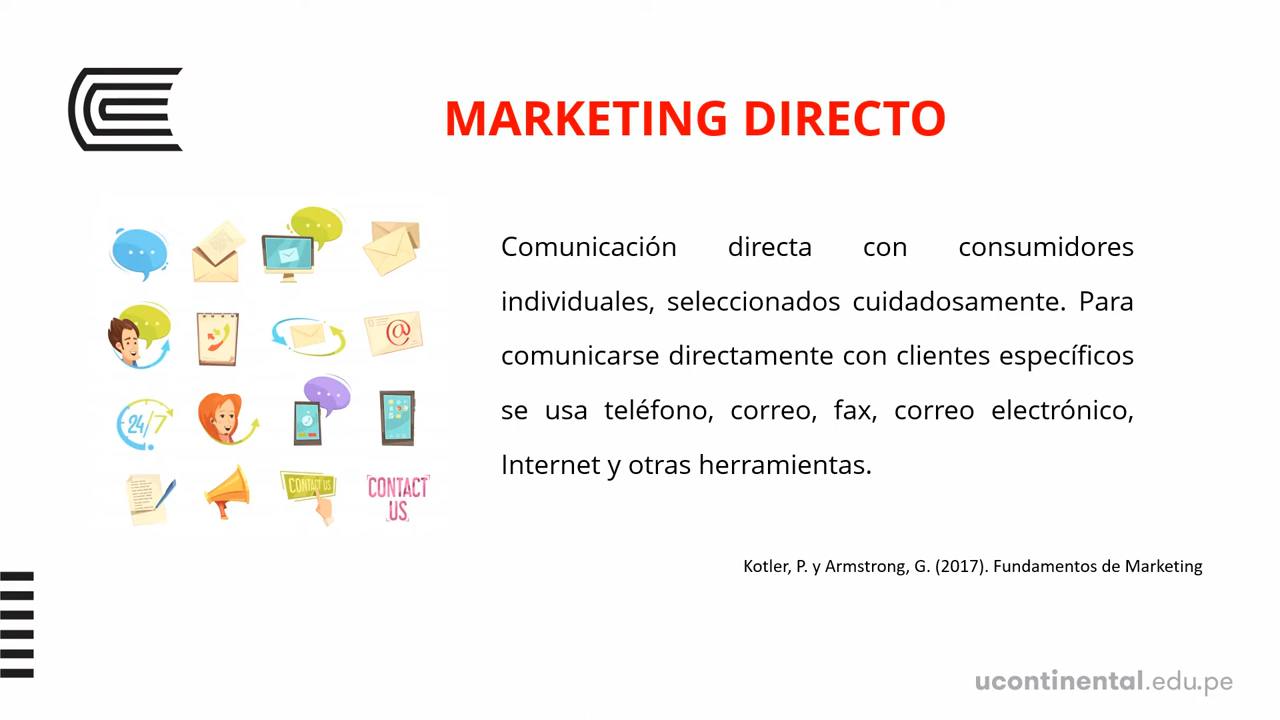 MARKETING DIRECTO
Comunicación directa con consumidores
individuales, seleccionados cuidadosamente. Para
comunicarse directamente con clientes específicos
se usa teléfono, correo, fax, correo electrónico,
Internet y otras herramientas.
@
24/7
CONTACT US
CONTACT
US
Kotler, P. y Armstrong, G. (2017). Fundamentos de Marketing
ucontinental.edu.pe